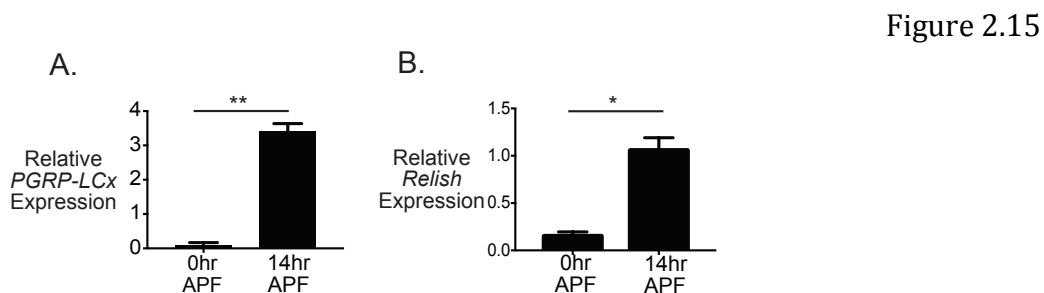 Figure 2.15
A.
**
4
3
2
1
0
Relative
PGRP-LCx
Expression
0hr
APF
14hr
APF
B.
*
1.5
1.0
0.5
0.0
Relative
Relish
Expression
0hr
APF
14hr
APF